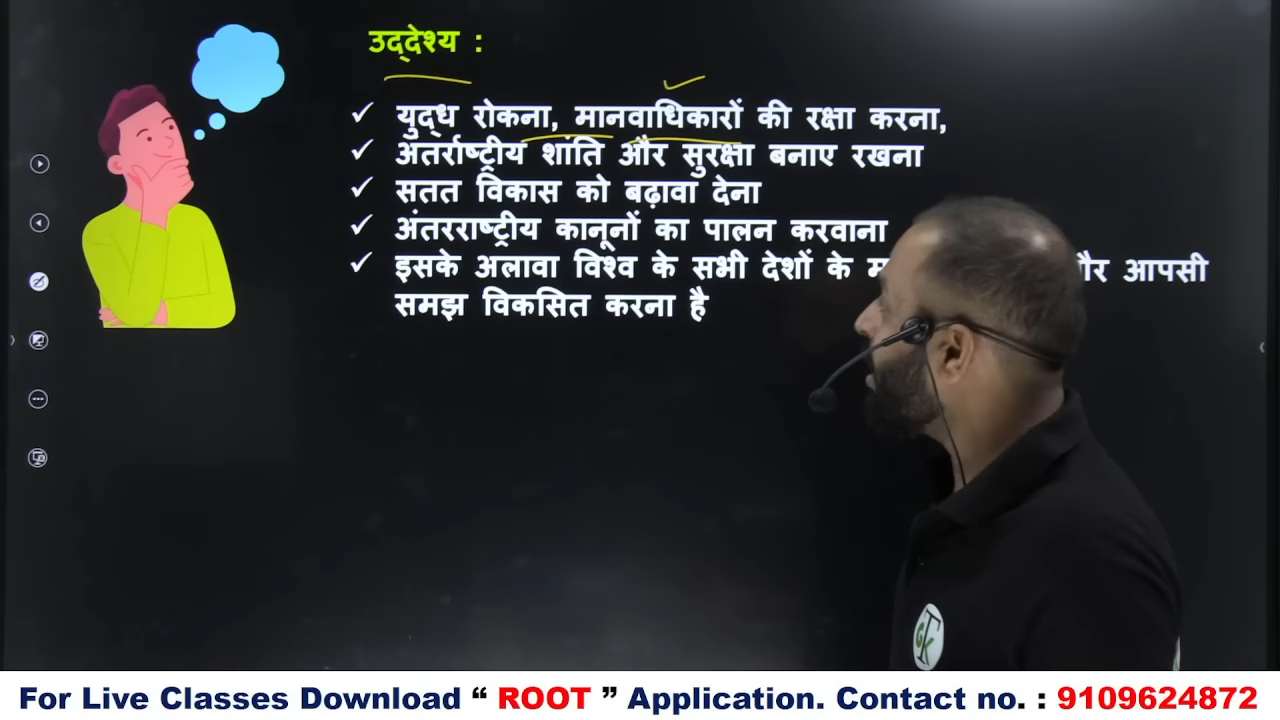 उद्देश्य :
युद्ध रोकना, मानवाधिकारों की रक्षा करना,
अंतर्राष्ट्रीय शांति और सुरक्षा बनाए रखना
सतत विकास को बढ़ावा देना
अंतरराष्ट्रीय कानूनों का पालन करवाना
इसके अलावा विश्व के सभी देशों के आपसी
समझ विकसित करना है
GTK
For Live Classes Download “ ROOT ” Application. Contact no. : 9109624872